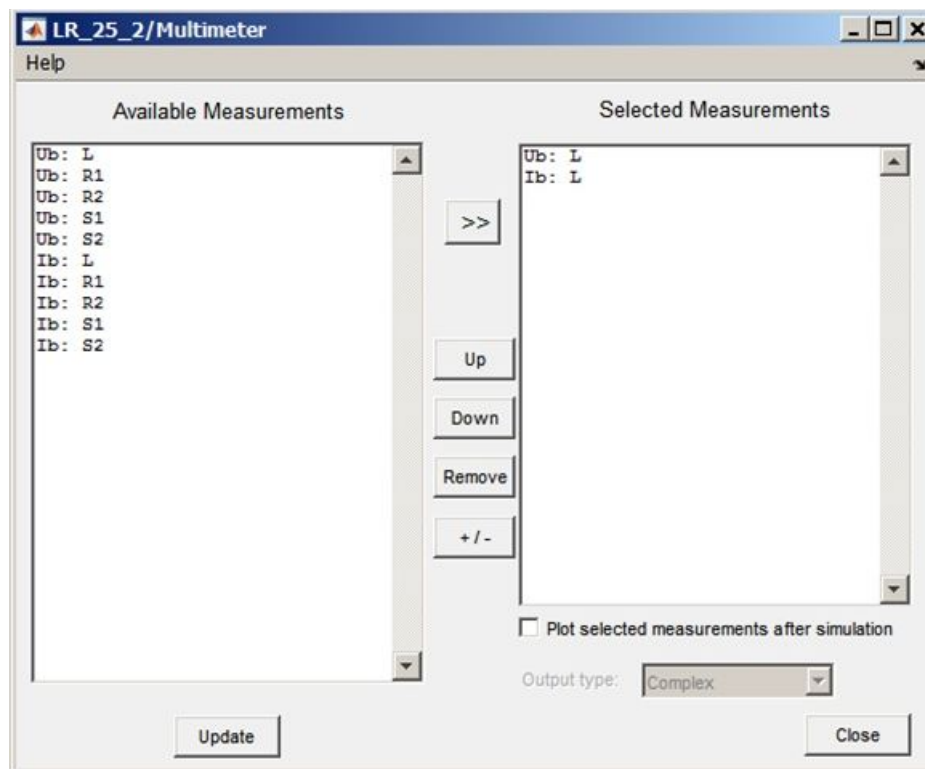 LR_25_2/Multimeter
Help
Available Measurements
Ub: L
Ub: R1
Ub: R2
Ub: S1
Ub: S2
Ib: L
Ib: R1
Ib: R2
Ib: S1
Ib: S2
>>
Up
Down
Remove
+ / -
Selected Measurements
Ub: L
Ib: L
Plot selected measurements after simulation
Output type: Complex
Update
Close